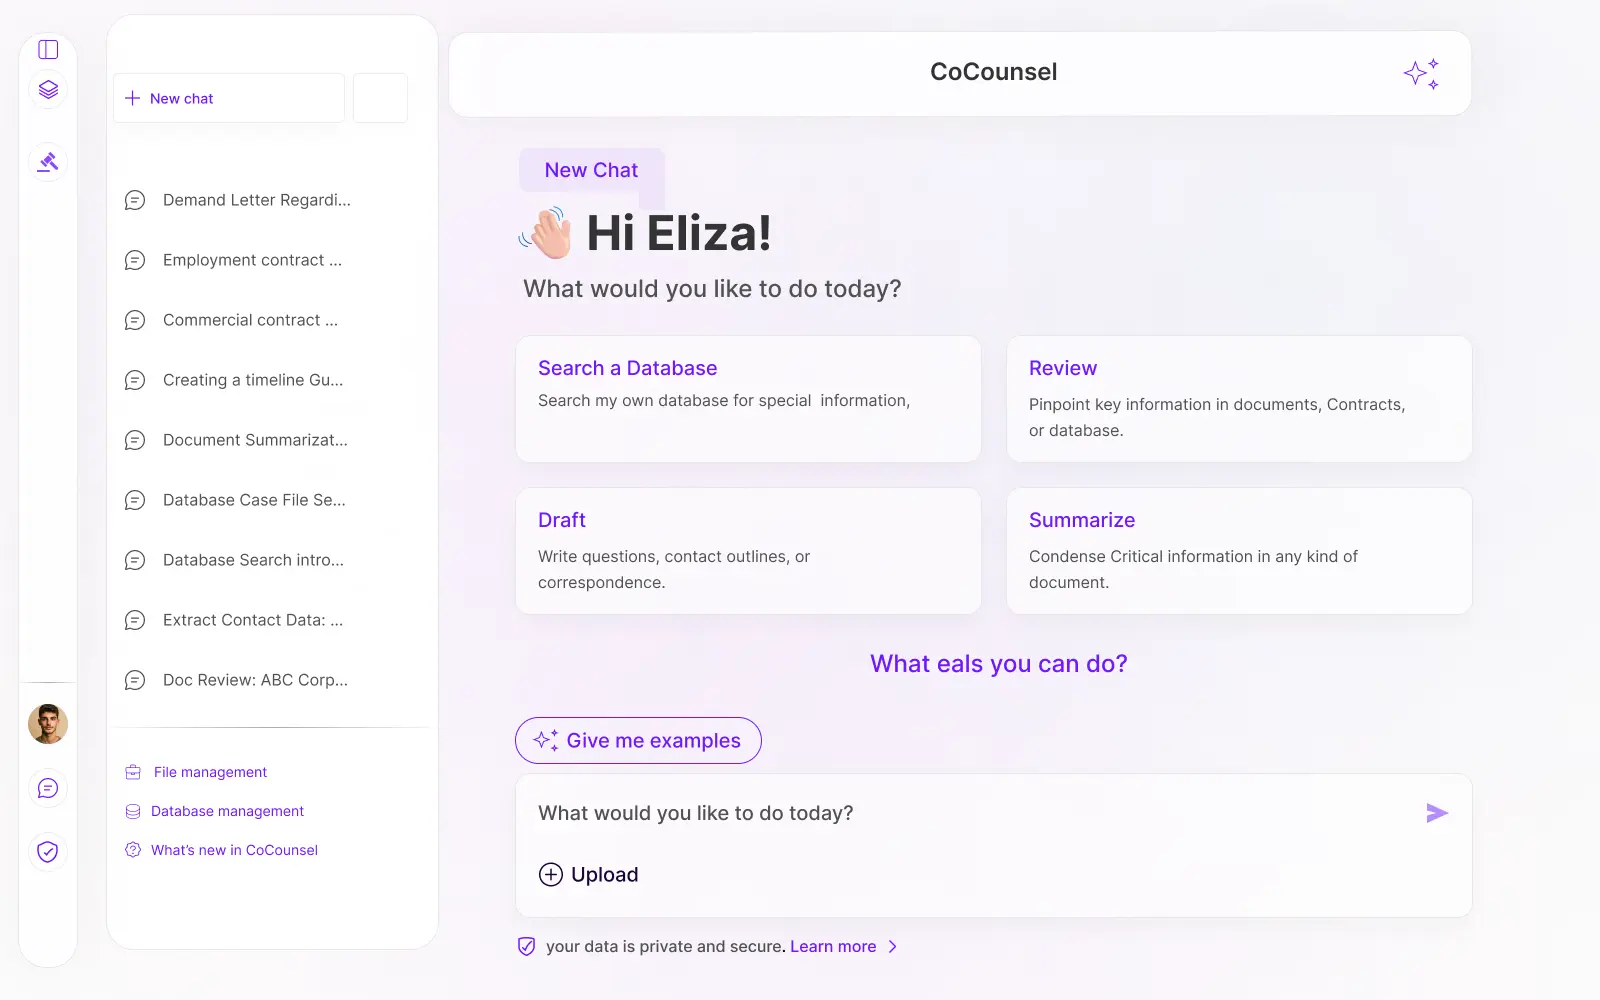 New chat
Demand Letter Regardi...
Employment contract ...
Commercial contract ...
Creating a timeline Gu...
Document Summarizat...
Database Case File Se...
Database Search intro...
Extract Contact Data: ...
Doc Review: ABC Corp...
File management
Database management
What's new in CoCounsel
CoCounsel
New Chat
Hi Eliza!
What would you like to do today?
Search a Database
Search my own database for special  information,
Review
Pinpoint key information in documents, Contracts,
or database.
Draft
Write questions, contact outlines, or
correspondence.
Summarize
Condense Critical information in any kind of
document.
What eals you can do?
Give me examples
What would you like to do today?
Upload
your data is private and secure. Learn more